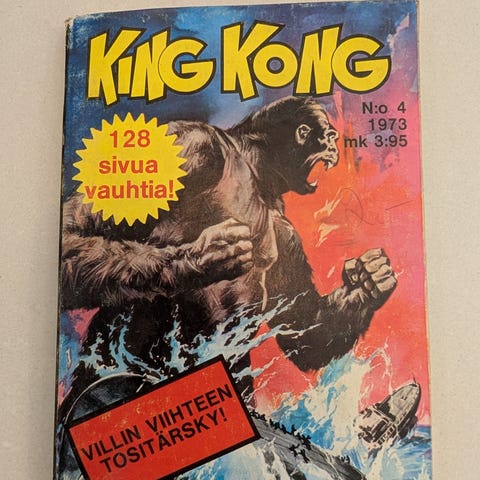 KING KONG
N:o 4
1973
mk 3:95
128
sivua
vauhtia!
VILLIN VIIHTEEN
TOSITÄRSKY!